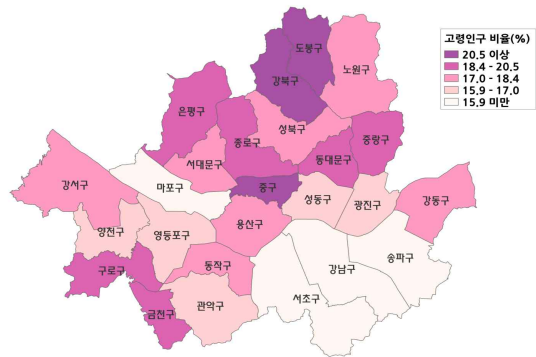 고령인구 비율(%)
20.5 이상
18.4 - 20.5
17.0 - 18.4
15.9 - 17.0
15.9 미만
도봉구
노원구
강북구
은평구
성북구
종로구
중랑구
서대문구
동대문구
강서구
마포구
중구
성동구
광진구
강동구
양천구
영등포구
용산구
송파구
구로구
동작구
강남구
서초구
관악구
금천구